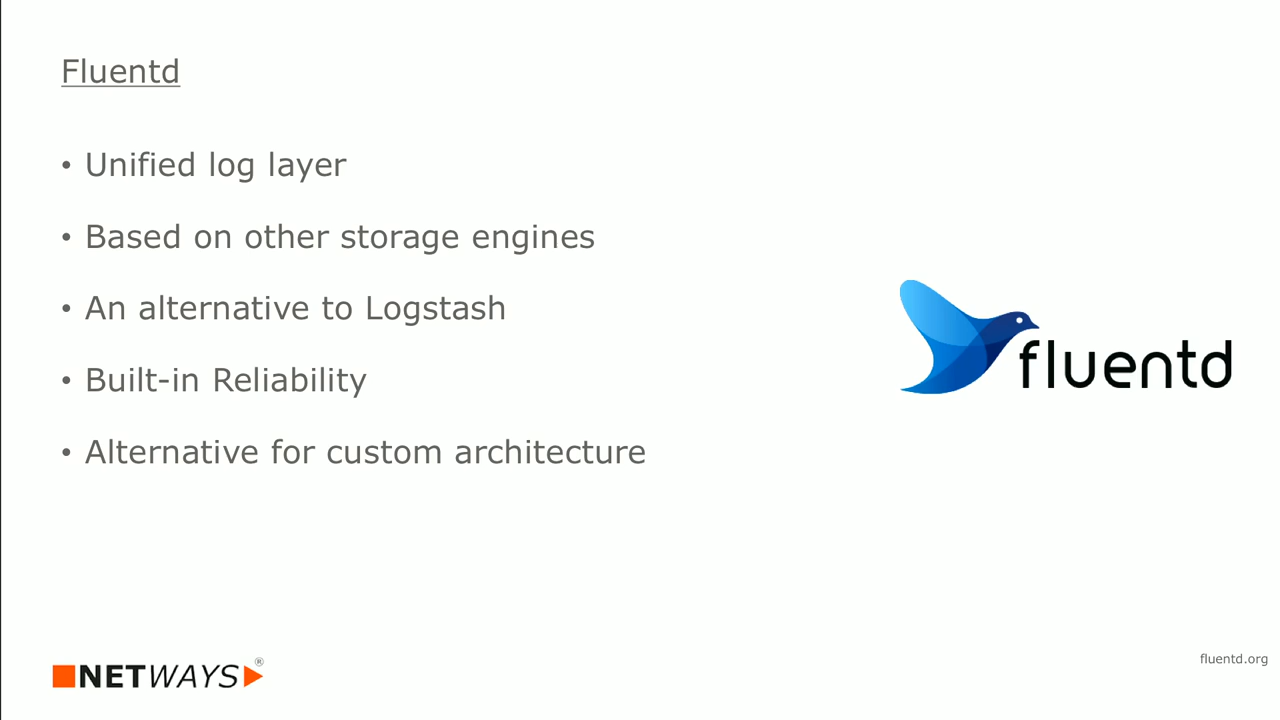 Fluentd
• Unified log layer
• Based on other storage engines
• An alternative to Logstash
• Built-in Reliability
• Alternative for custom architecture
fluentd
NETWAYS®
fluentd.org